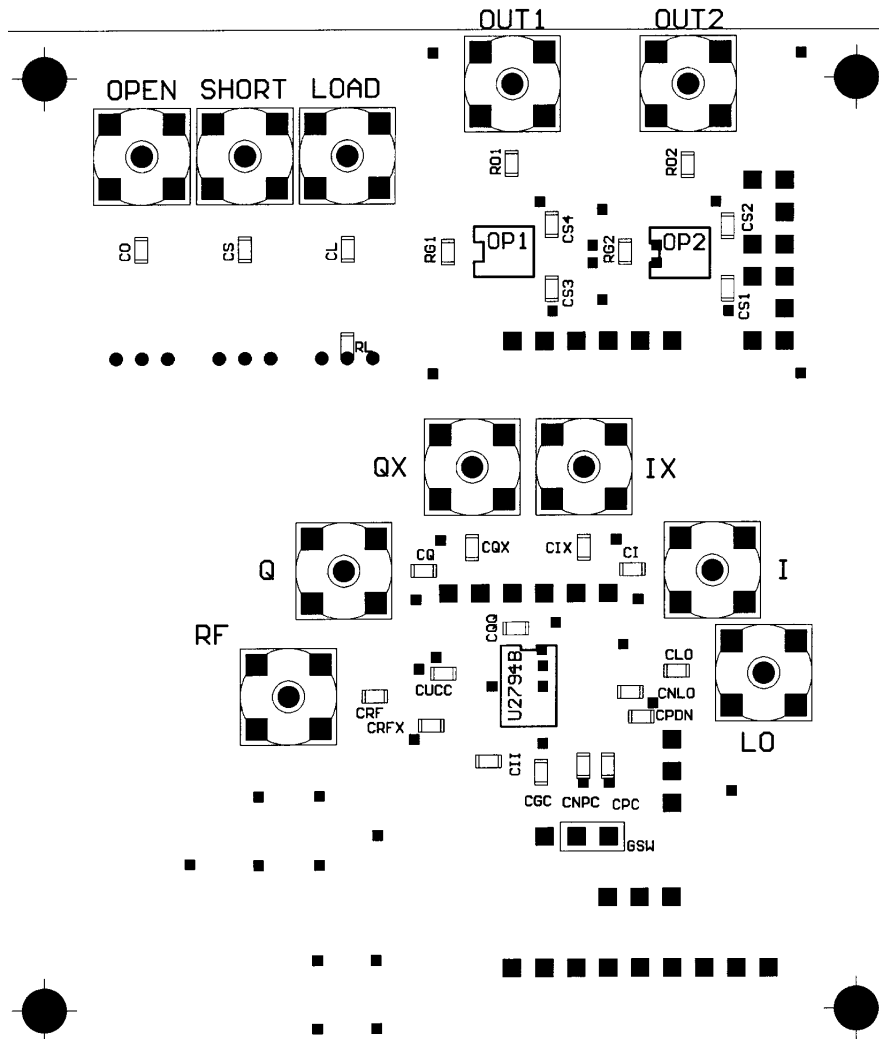 OUT1 OUT2
OPEN SHORT LOAD
RO1 RO2
CO CS CL RG1 OP1 CS4 RG2 OP2 CS2
CS3 CS1
RL
QX IX
Q CQ CQX CIX CI I
RF CQQ
CUCC U2794B CLO
CRF CNLO
CRFX CPDN
CII LO
CGC CNPC CPC
GSW